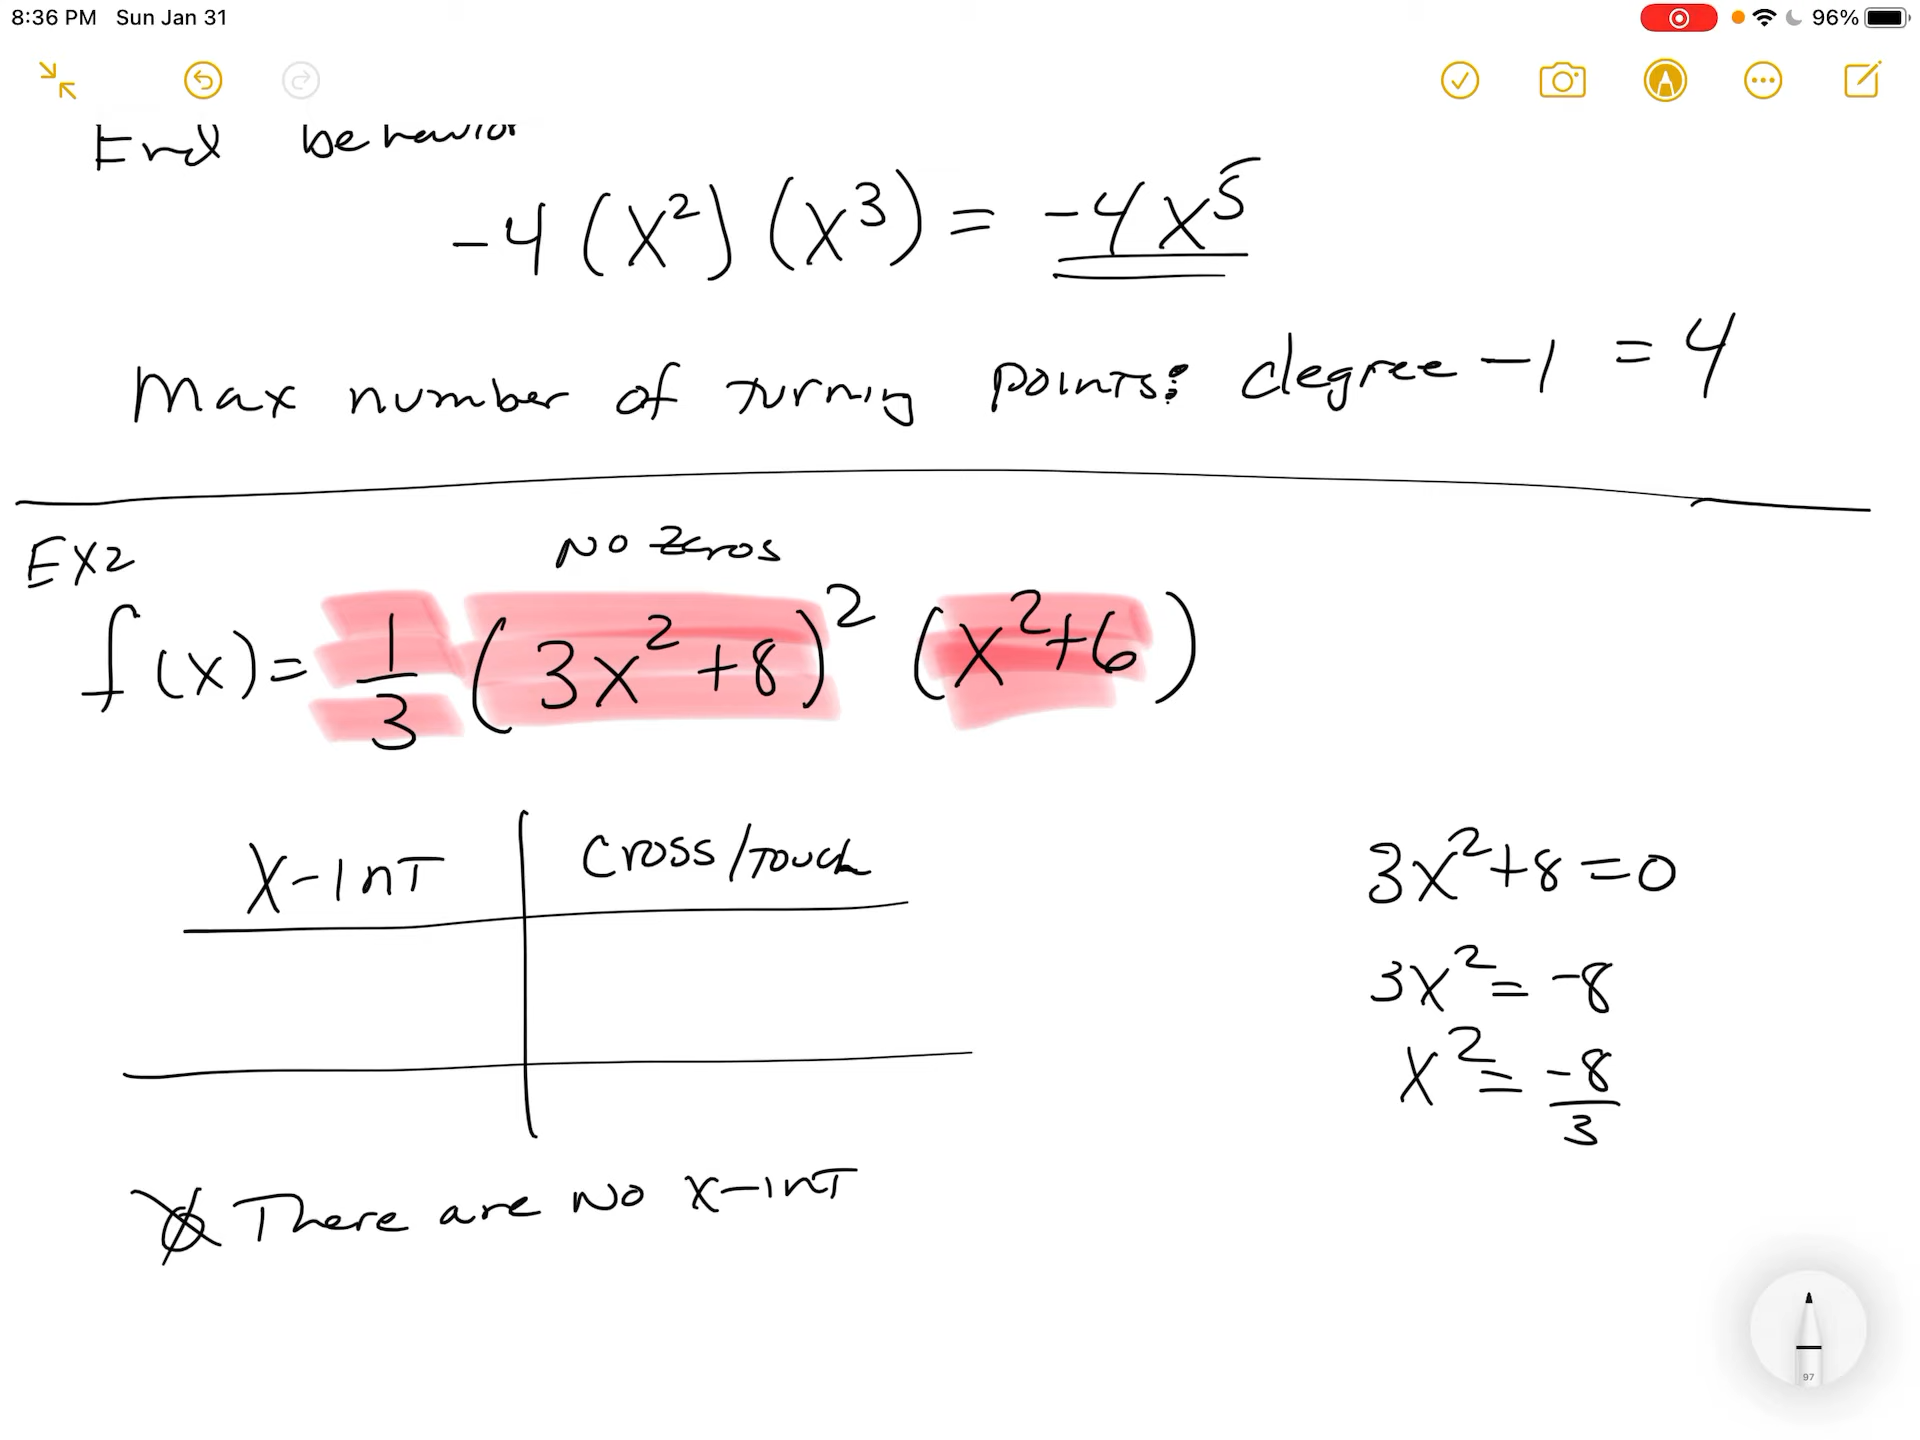 8:36 PM Sun Jan 31 96%
End behavior
-4 (x²) (x³) = -4x⁵
Max number of turning points: degree -1 = 4
EX2
No zeros
f(x) = 1/3 (3x²+8)² (x²+6)
X-INT Cross/Touch
3x²+8=0
3x²= -8
x²= -8/3
There are No x-INT
97